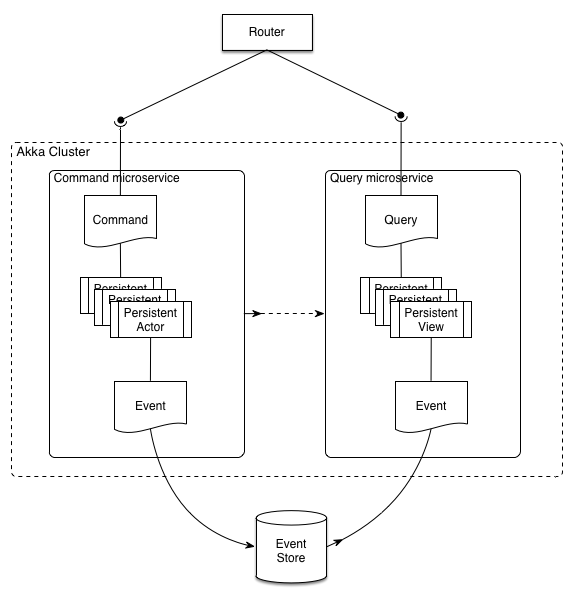 Router
Akka Cluster
Command microservice
Query microservice
Command
Query
Persistent
Persistent
Persistent
Actor
Persistent
Persistent
Persistent
View
Event
Event
Event
Store